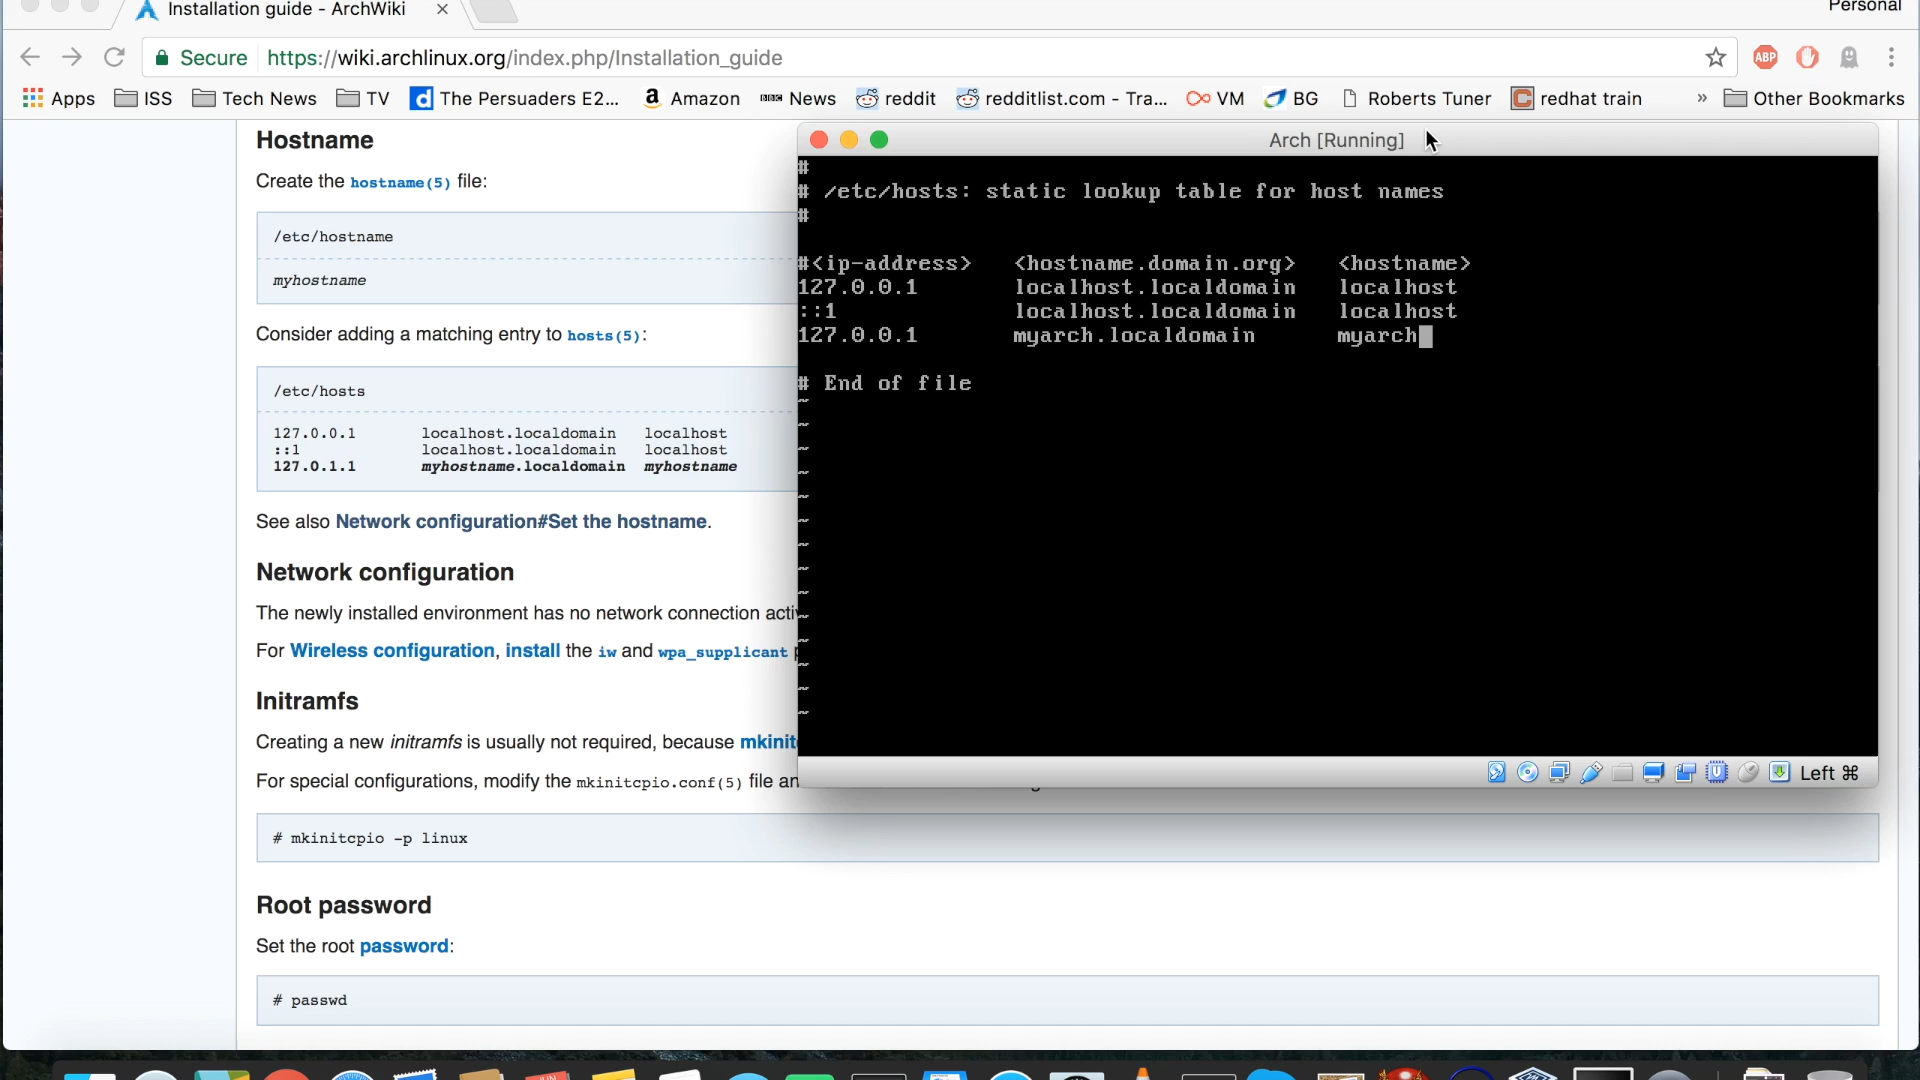 Installation guide - ArchWiki
Personal
Secure https://wiki.archlinux.org/index.php/Installation_guide
ABP
Apps ISS Tech News TV The Persuaders E2... Amazon News reddit redditlist.com - Tra... VM BG Roberts Tuner redhat train » Other Bookmarks
Hostname
Create the hostname(5) file:
/etc/hostname
myhostname
Consider adding a matching entry to hosts(5):
/etc/hosts
127.0.0.1 localhost.localdomain localhost
::1 localhost.localdomain localhost
127.0.1.1 myhostname.localdomain myhostname
See also Network configuration#Set the hostname.
Network configuration
The newly installed environment has no network connection
For Wireless configuration, install the iw and wpa_supplicant
Initramfs
Creating a new initramfs is usually not required, because
For special configurations, modify the mkinitcpio.conf(5) file
# mkinitcpio -p linux
Root password
Set the root password:
# passwd
Arch [Running]
#
# /etc/hosts: static lookup table for host names
#
#<ip-address> <hostname.domain.org> <hostname>
127.0.0.1 localhost.localdomain localhost
::1 localhost.localdomain localhost
127.0.0.1 myarch.localdomain myarch
# End of file
~
~
~
~
~
~
~
~
~
~
~
~
~
~
Left ⌘